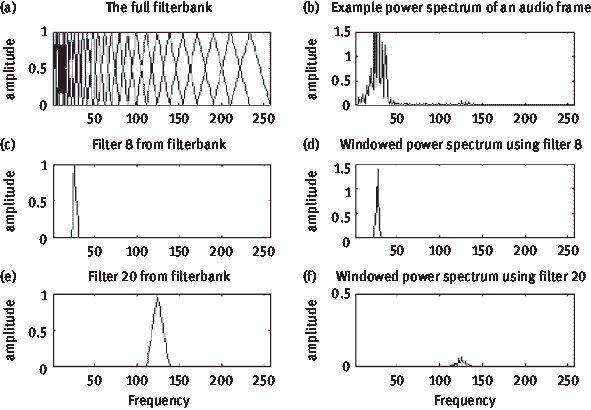 (a) The full filterbank
(b) Example power spectrum of an audio frame
amplitude
1
0.5
0
50 100 150 200 250
amplitude
1.5
1
0.5
0
50 100 150 200 250
(c) Filter 8 from filterbank
(d) Windowed power spectrum using filter 8
amplitude
1
0.5
0
50 100 150 200 250
amplitude
1
1
0.5
0
50 100 150 200 250
(e) Filter 20 from filterbank
(f) Windowed power spectrum using filter 20
amplitude
1
0.5
0
50 100 150 200 250
Frequency
amplitude
0.5
0
50 100 150 200 250
Frequency